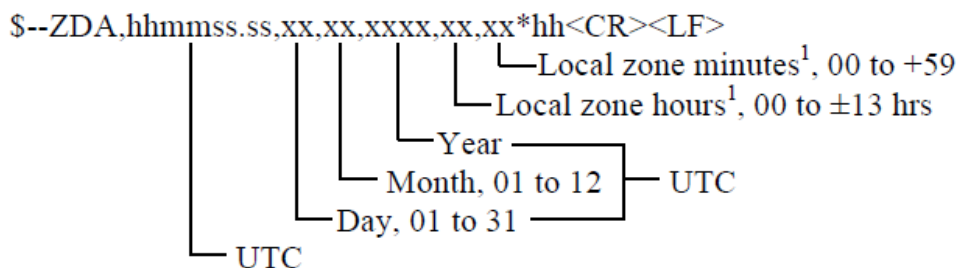 $--ZDA,hhmmss.ss,xx,xx,xxxx,xx,xx*hh<CR><LF>
Local zone minutes¹, 00 to +59
Local zone hours¹, 00 to ±13 hrs
Year
Month, 01 to 12
UTC
Day, 01 to 31
UTC